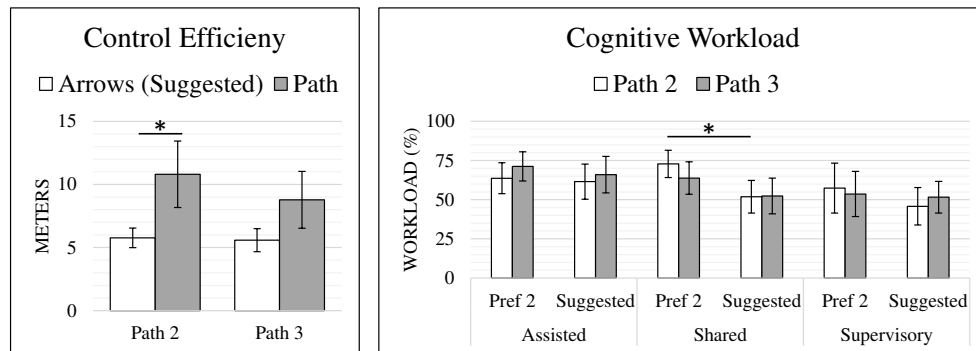 Control Efficieny
Arrows (Suggested) Path
15
*
10
5
0
METERS
Path 2 Path 3
Cognitive Workload
Path 2 Path 3
100
*
75
50
25
0
WORKLOAD (%)
Pref 2 Suggested Pref 2 Suggested Pref 2 Suggested
Assisted Shared Supervisory